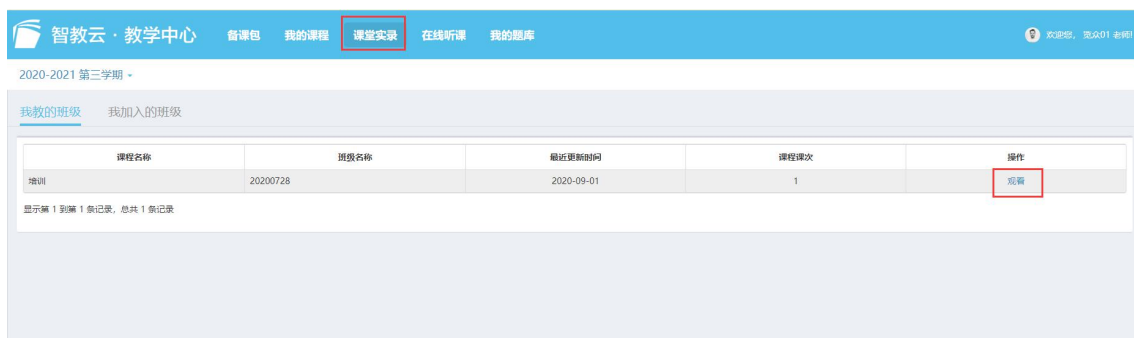 智教云·教学中心 备课包 我的课程 课堂实录 在线听课 我的题库 欢迎您，觅众01 老师!
2020-2021 第三学期
我教的班级 我加入的班级
课程名称 班级名称 最近更新时间 课程课次 操作
培训 20200728 2020-09-01 1 观看
显示第 1 到第 1 条记录，总共 1 条记录